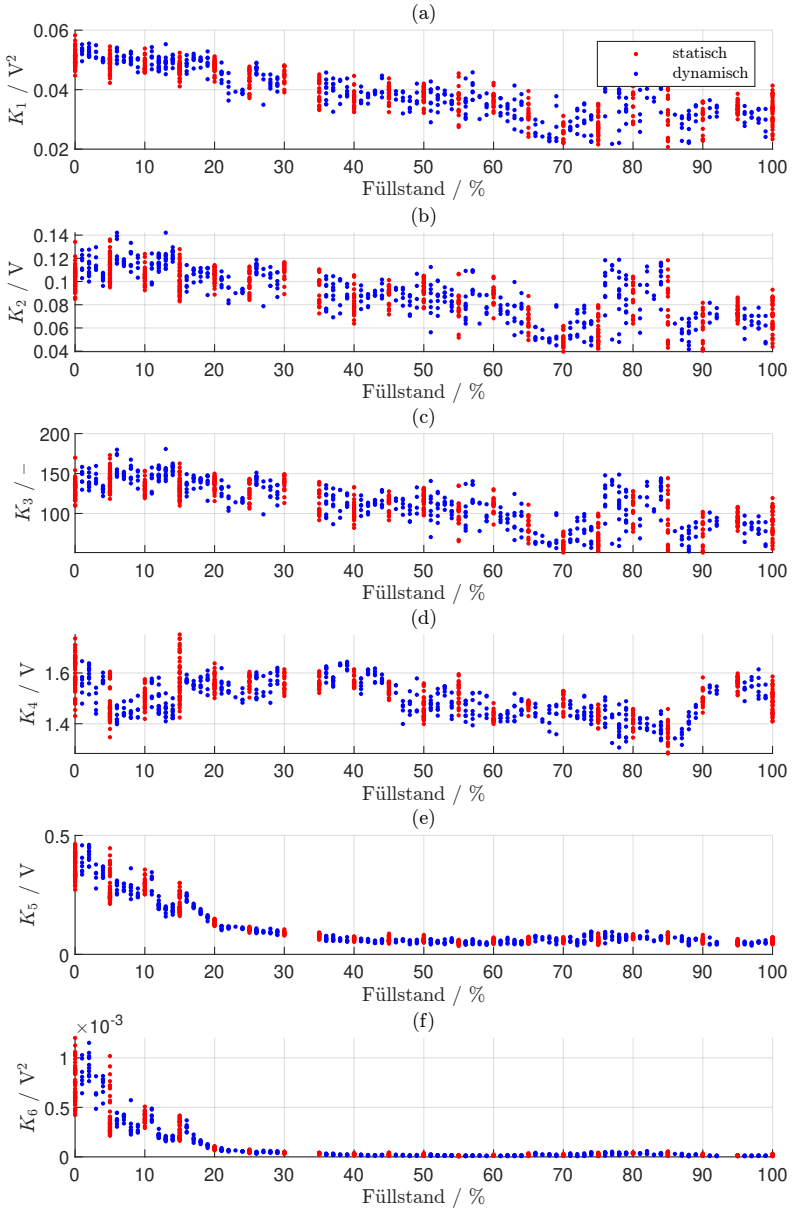 (a)
0.06
0.04
0.02
K1 / V²
statisch
dynamisch
0 10 20 30 40 50 60 70 80 90 100
Füllstand / %
(b)
0.14
0.12
0.1
0.08
0.06
0.04
K2 / V
0 10 20 30 40 50 60 70 80 90 100
Füllstand / %
(c)
200
150
100
K3 / –
0 10 20 30 40 50 60 70 80 90 100
Füllstand / %
(d)
1.6
1.4
K4 / V
0 10 20 30 40 50 60 70 80 90 100
Füllstand / %
(e)
0.5
0
K5 / V
0 10 20 30 40 50 60 70 80 90 100
Füllstand / %
(f)
×10⁻³
1
0.5
0
K6 / V²
0 10 20 30 40 50 60 70 80 90 100
Füllstand / %